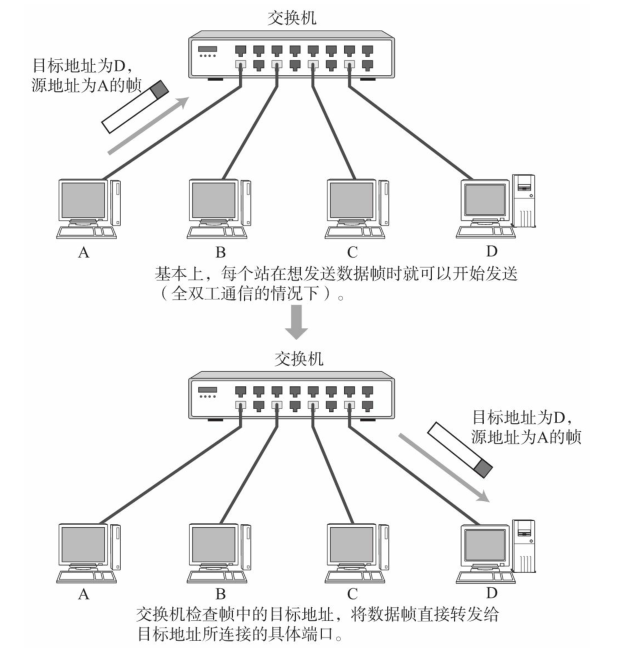 交换机
目标地址为D,
源地址为A的帧
A
B
C
D
基本上，每个站在想发送数据帧时就可以开始发送
（全双工通信的情况下）。
交换机
目标地址为D,
源地址为A的帧
A
B
C
D
交换机检查帧中的目标地址，将数据帧直接转发给
目标地址所连接的具体端口。